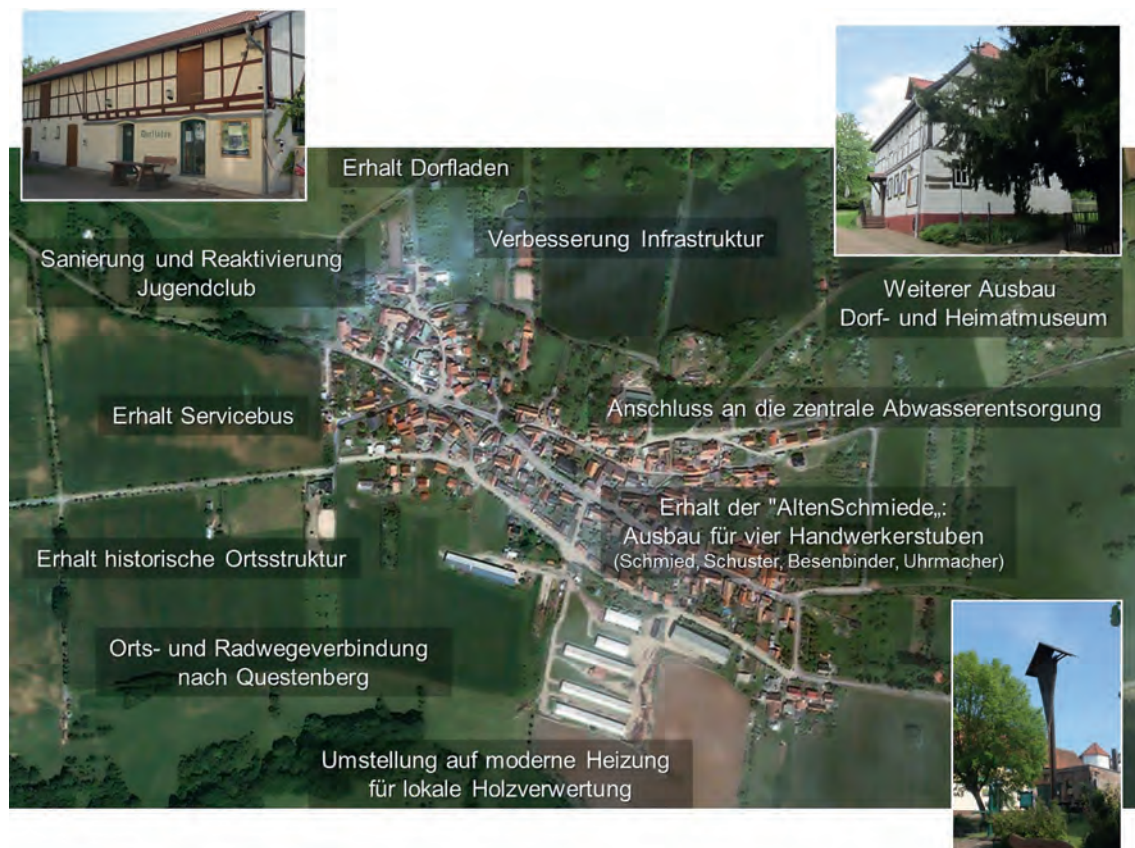 Dorfladen
Erhalt Dorfladen
Verbesserung Infrastruktur
Sanierung und Reaktivierung
Jugendclub
Weiterer Ausbau
Dorf- und Heimatmuseum
Erhalt Servicebus
Anschluss an die zentrale Abwasserentsorgung
Erhalt der "AltenSchmiede„:
Ausbau für vier Handwerkerstuben
(Schmied, Schuster, Besenbinder, Uhrmacher)
Erhalt historische Ortsstruktur
Orts- und Radwegeverbindung
nach Questenberg
Umstellung auf moderne Heizung
für lokale Holzverwertung